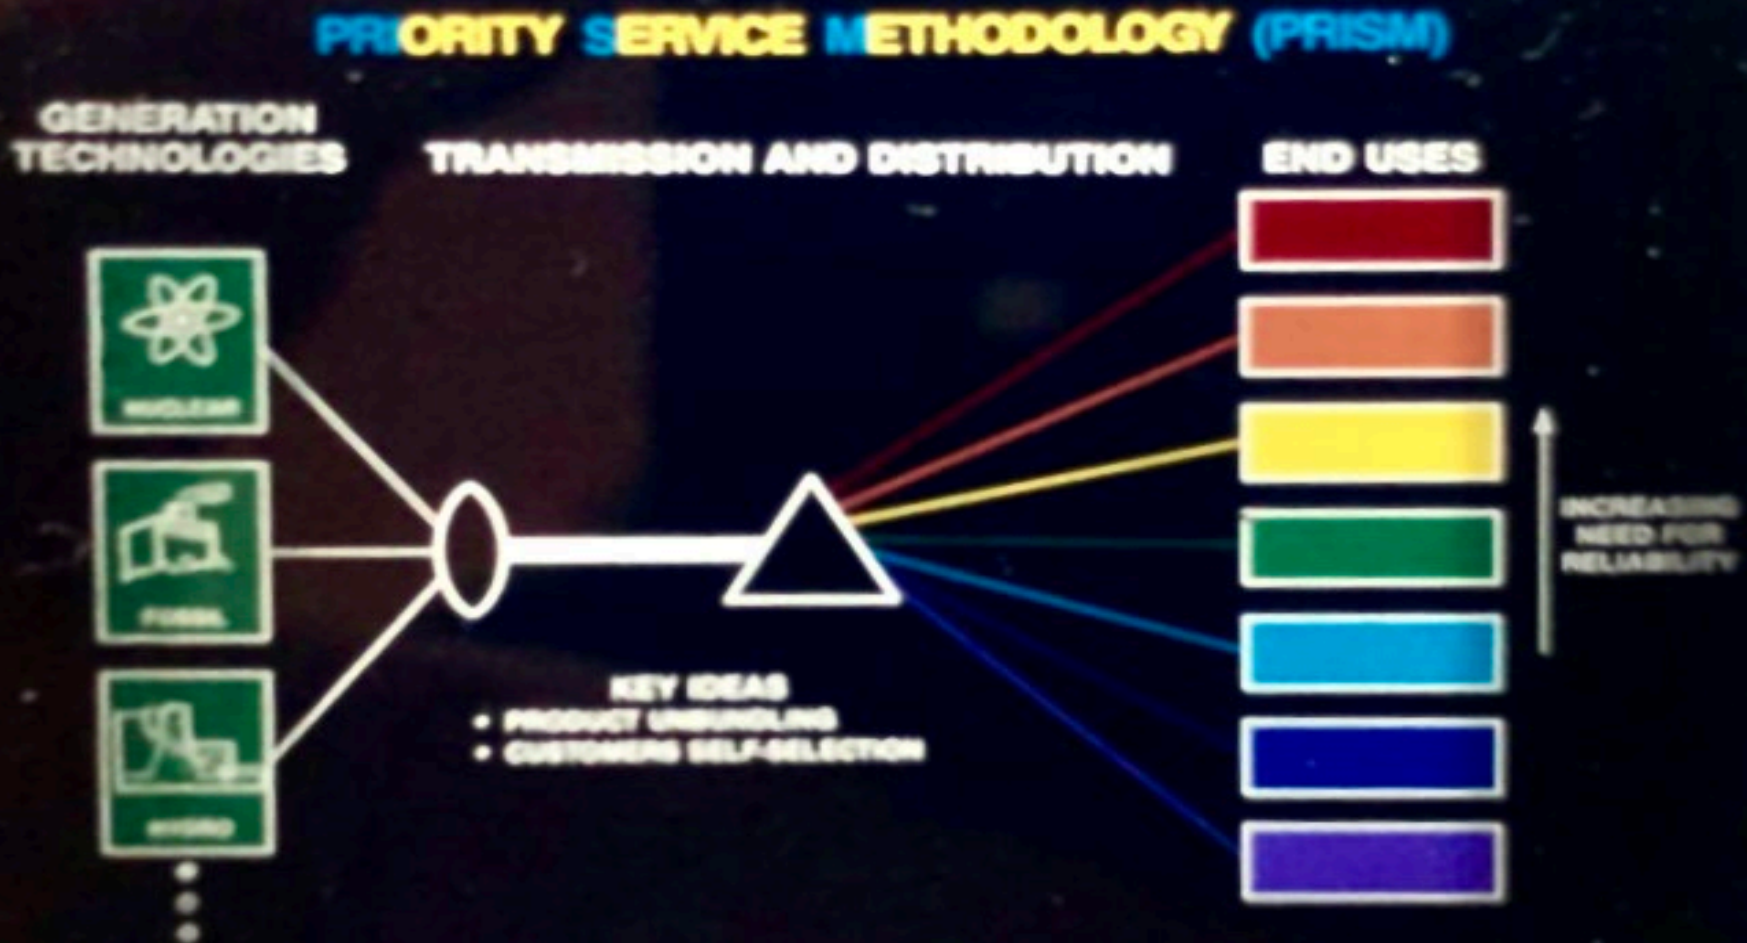 PRIORITY SERVICE METHODOLOGY (PRISM)
GENERATION
TECHNOLOGIES
TRANSMISSION AND DISTRIBUTION
END USES
NUCLEAR
FOSSIL
HYDRO
KEY IDEAS
• PRODUCT UNBUNDLING
• CUSTOMERS SELF-SELECTION
INCREASING
NEED FOR
RELIABILITY